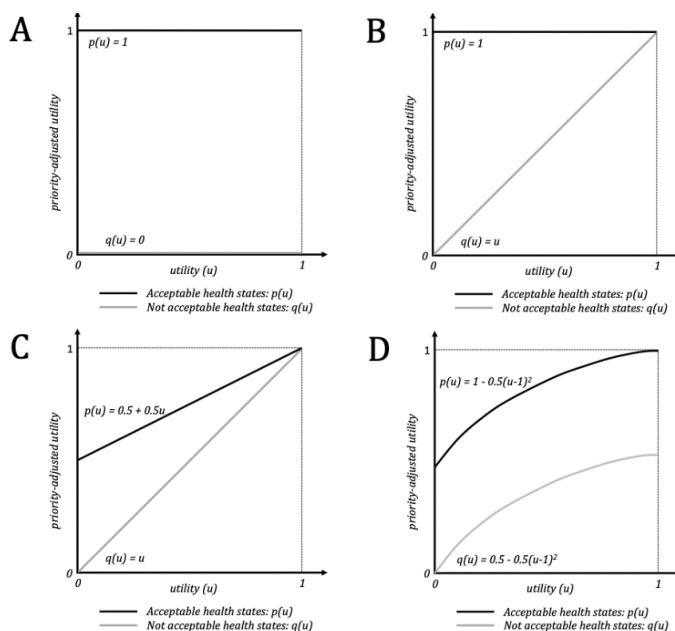 A
priority-adjusted utility
1
p(u) = 1
q(u) = 0
0
0
utility (u)
1
Acceptable health states: p(u)
Not acceptable health states: q(u)
B
priority-adjusted utility
1
p(u) = 1
q(u) = u
0
0
utility (u)
1
Acceptable health states: p(u)
Not acceptable health states: q(u)
C
priority-adjusted utility
1
p(u) = 0.5 + 0.5u
q(u) = u
0
0
utility (u)
1
Acceptable health states: p(u)
Not acceptable health states: q(u)
D
priority-adjusted utility
1
p(u) = 1 - 0.5(u-1)²
q(u) = 0.5 - 0.5(u-1)²
0
0
utility (u)
1
Acceptable health states: p(u)
Not acceptable health states: q(u)